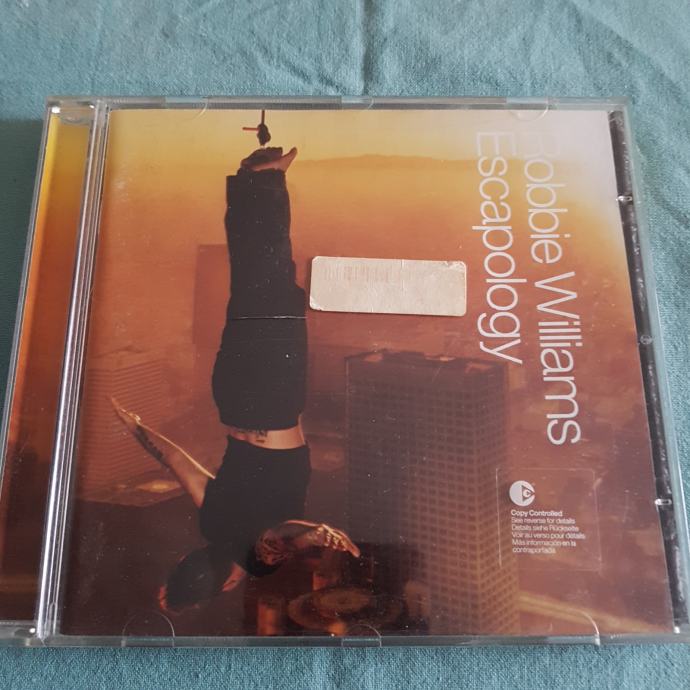 Robbie Williams
Escapology
Copy Controlled
See reverse for details
Details siehe Rückseite
Voir au verso pour détails
Más información en la
contraportada